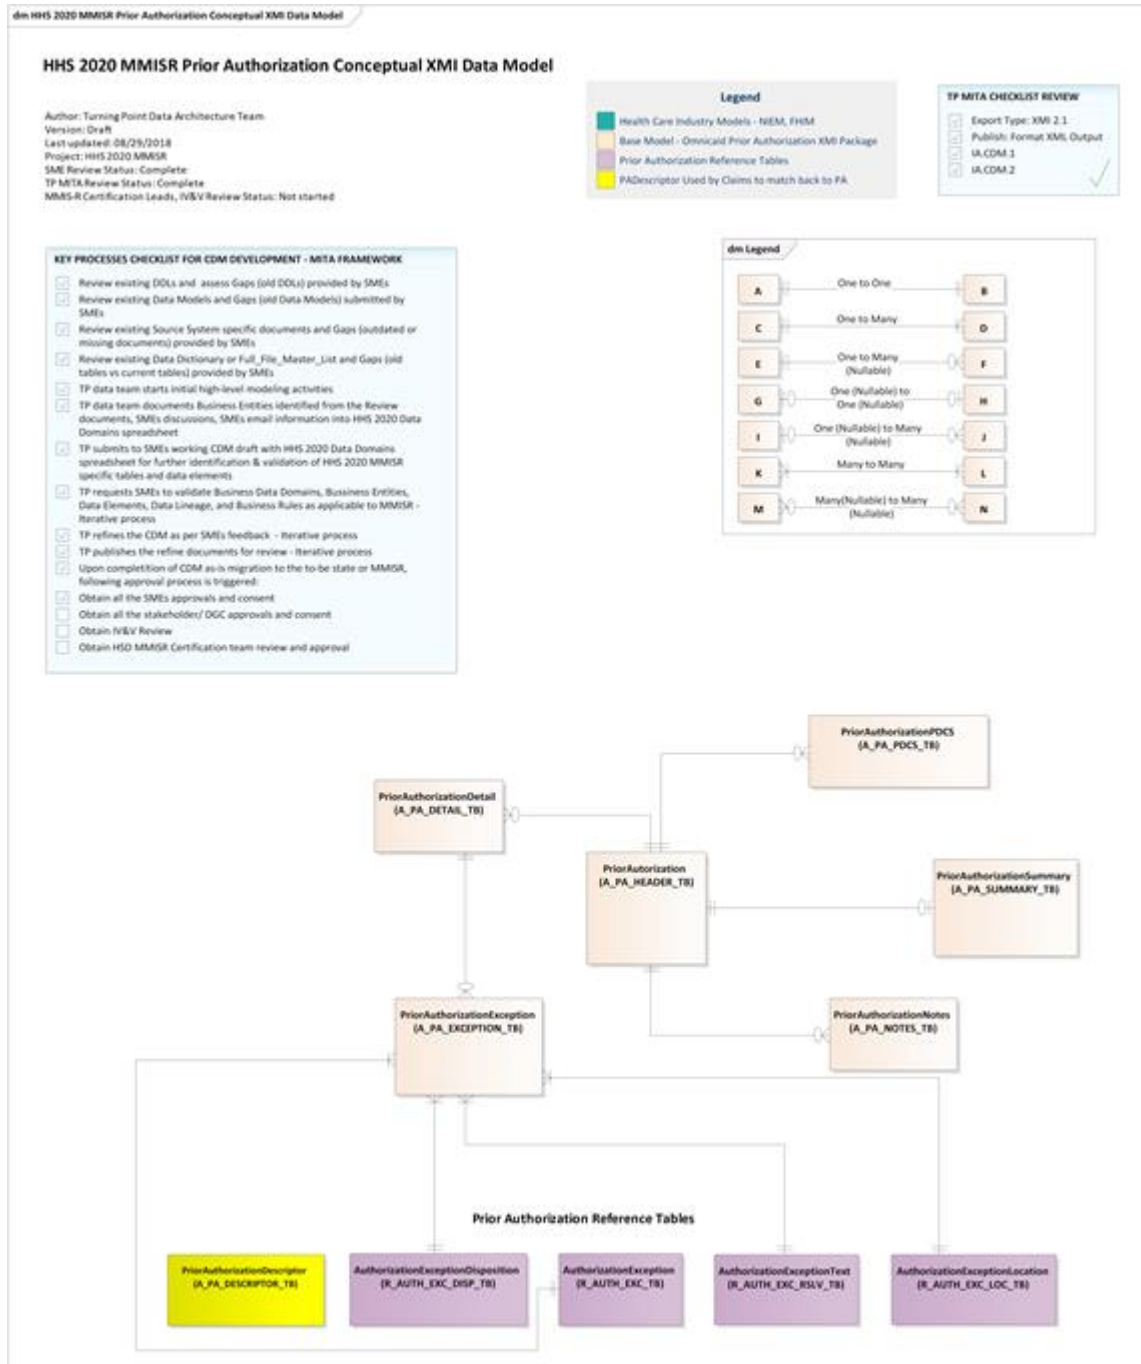 dm HHS 2020 MMISR Prior Authorization Conceptual XMI Data Model
HHS 2020 MMISR Prior Authorization Conceptual XMI Data Model
Author: Turning Point Data Architecture Team
Version: Draft
Last updated: 08/29/2018
Project: HHS 2020 MMISR
SME Review Status: Complete
TP MITA Review Status: Complete
MMIS-R Certification Leads, IV&V Review Status: Not started
Legend
Health Care Industry Models - NIEM, FHIM
Base Model - Omnicaid Prior Authorization XMI Package
Prior Authorization Reference Tables
PADescriptor Used by Claims to match back to PA
TP MITA CHECKLIST REVIEW
Export Type: XMI 2.1
Publish: Format XML Output
IA.CDM.1
IA.CDM.2
KEY PROCESSES CHECKLIST FOR CDM DEVELOPMENT - MITA FRAMEWORK
Review existing DDLs and assess Gaps (old DDLs) provided by SMEs
Review existing Data Models and Gaps (old Data Models) submitted by
SMEs
Review existing Source System specific documents and Gaps (outdated or
missing documents) provided by SMEs
Review existing Data Dictionary or Full_File_Master_List and Gaps (old
tables vs current tables) provided by SMEs
TP data team starts initial high-level modeling activities
TP data team documents Business Entities identified from the Review
documents, SMEs discussions, SMEs email information into HHS 2020 Data
Domains spreadsheet
TP submits to SMEs working CDM draft with HHS 2020 Data Domains
spreadsheet for further identification & validation of HHS 2020 MMISR
specific tables and data elements
TP requests SMEs to validate Business Data Domains, Bussiness Entities,
Data Elements, Data Lineage, and Business Rules as applicable to MMISR -
Iterative process
TP refines the CDM as per SMEs feedback - Iterative process
TP publishes the refine documents for review - Iterative process
Upon completition of CDM as-is migration to the to-be state or MMISR,
following approval process is triggered:
Obtain all the SMEs approvals and consent
Obtain all the stakeholder/ DGC approvals and consent
Obtain IV&V Review
Obtain HSD MMISR Certification team review and approval
dm Legend
A One to One B
C One to Many D
E One to Many (Nullable) F
G One (Nullable) to One (Nullable) H
I One (Nullable) to Many (Nullable) J
K Many to Many L
M Many(Nullable) to Many (Nullable) N
PriorAuthorizationPDCS
(A_PA_PDCS_TB)
PriorAuthorizationDetail
(A_PA_DETAIL_TB)
PriorAutorization
(A_PA_HEADER_TB)
PriorAuthorizationSummary
(A_PA_SUMMARY_TB)
PriorAuthorizationException
(A_PA_EXCEPTION_TB)
PriorAuthorizationNotes
(A_PA_NOTES_TB)
Prior Authorization Reference Tables
PriorAuthorizationDescriptor
(A_PA_DESCRIPTOR_TB)
AuthorizationExceptionDisposition
(R_AUTH_EXC_DISP_TB)
AuthorizationException
(R_AUTH_EXC_TB)
AuthorizationExceptionText
(R_AUTH_EXC_RSLV_TB)
AuthorizationExceptionLocation
(R_AUTH_EXC_LOC_TB)